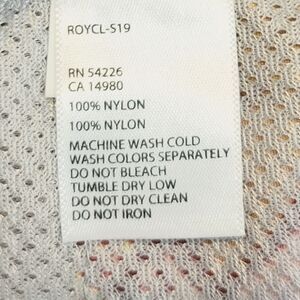 ROYCL-S19
RN 54226
CA 14980
100% NYLON
100% NYLON
MACHINE WASH COLD
WASH COLORS SEPARATELY
DO NOT BLEACH
TUMBLE DRY LOW
DO NOT DRY CLEAN
DO NOT IRON